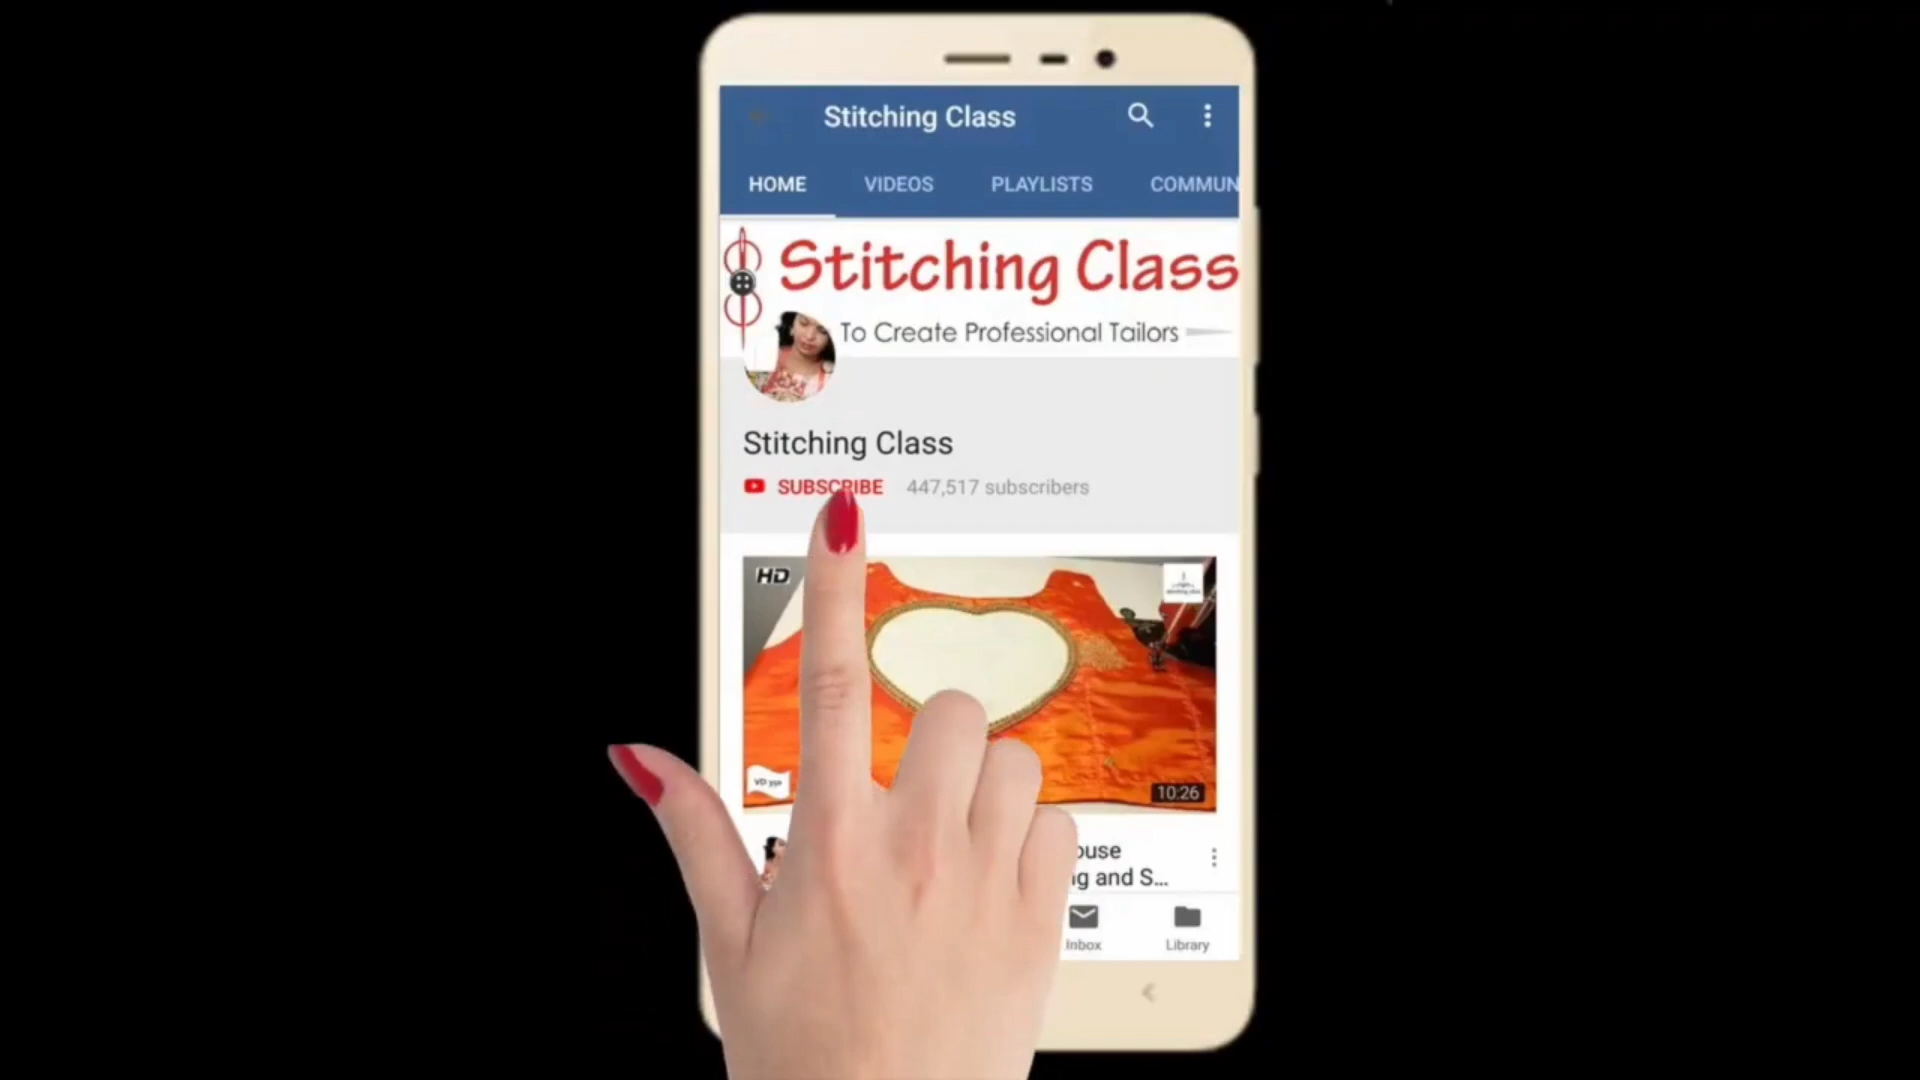 Stitching Class
HOME VIDEOS PLAYLISTS COMMUN
Stitching Class
To Create Professional Tailors
Stitching Class
SUBSCRIBE 447,517 subscribers
HD
10:26
ouse
ng and S...
Inbox Library